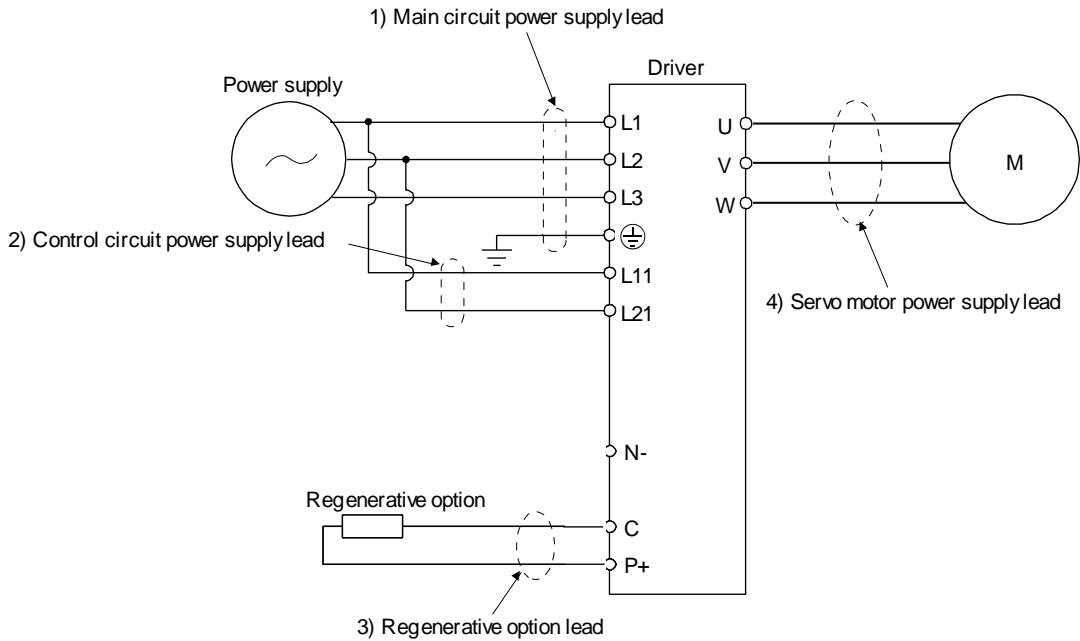 1) Main circuit power supply lead
Driver
Power supply
L1
L2
L3
L11
L21
N-
C
P+
U
V
W
M
2) Control circuit power supply lead
4) Servo motor power supply lead
Regenerative option
3) Regenerative option lead